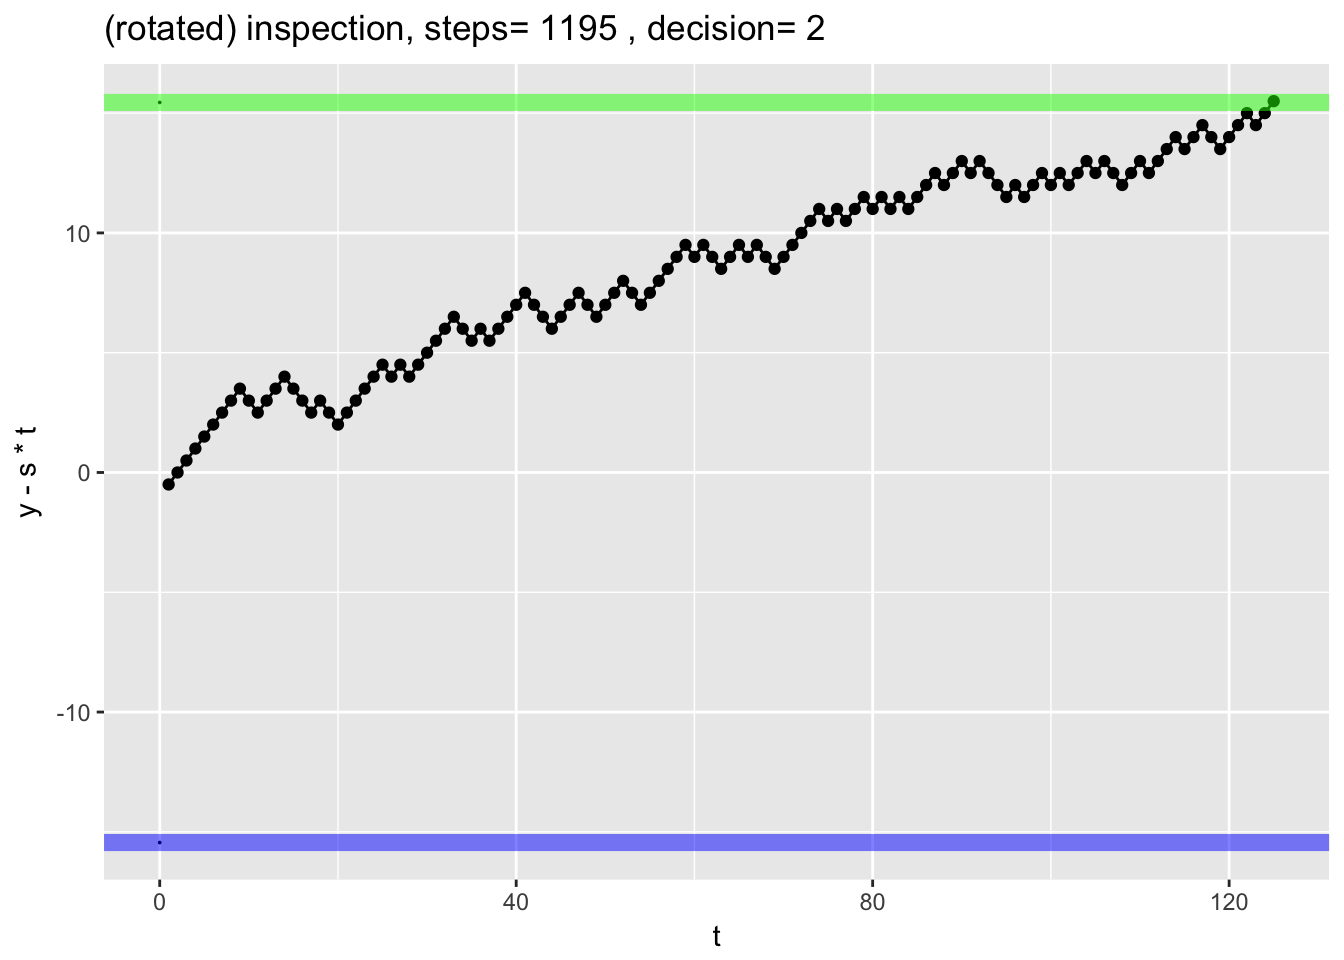 (rotated) inspection, steps= 1195 , decision= 2
y - s * t
10
0
-10
0
40
80
120
t